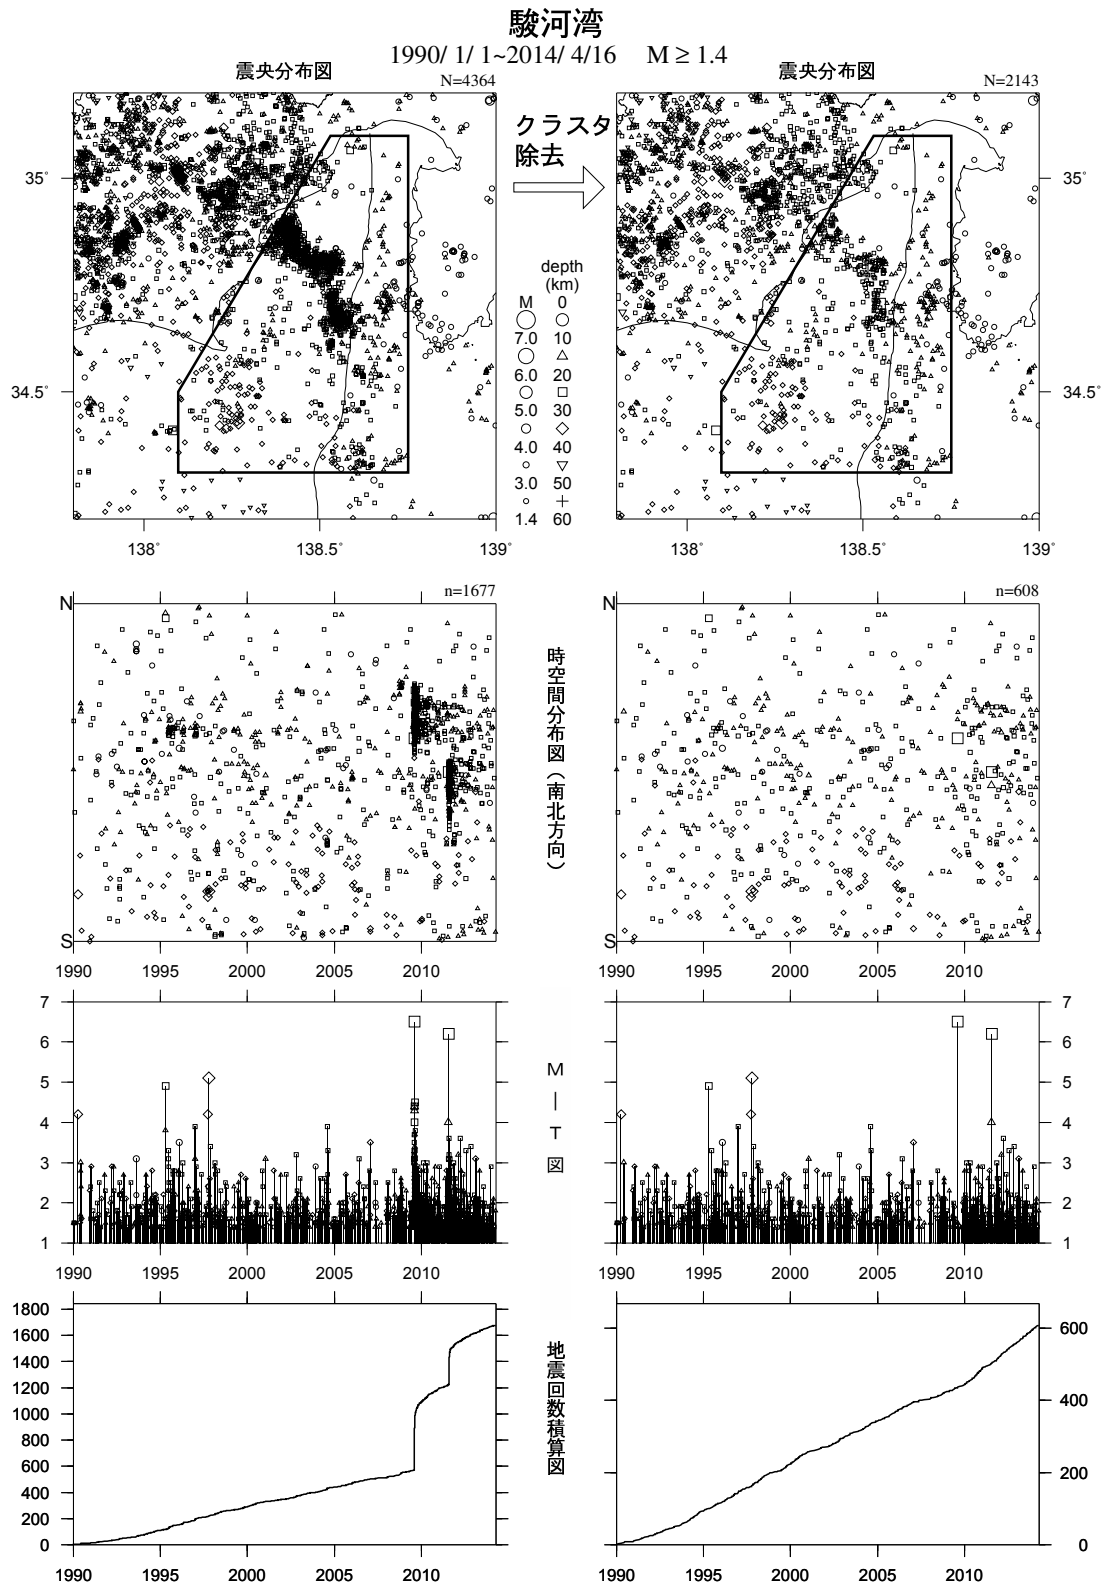 駿河湾
1990/ 1/ 1~2014/ 4/16 M ≥ 1.4
震央分布図
N=4364
35˚
34.5˚
138˚
138.5˚
139˚
クラスタ
除去
depth
(km)
M 0
7.0 10
6.0 20
5.0 30
4.0 40
3.0 50
1.4 60
震央分布図
N=2143
35˚
34.5˚
138˚
138.5˚
139˚
n=1677
N
S
1990 1995 2000 2005 2010
時空間分布図（南北方向）
n=608
N
S
1990 1995 2000 2005 2010
7
6
5
4
3
2
1
1990 1995 2000 2005 2010
M－T図
7
6
5
4
3
2
1
1990 1995 2000 2005 2010
1800
1600
1400
1200
1000
800
600
400
200
0
1990 1995 2000 2005 2010
地震回数積算図
600
400
200
0
1990 1995 2000 2005 2010